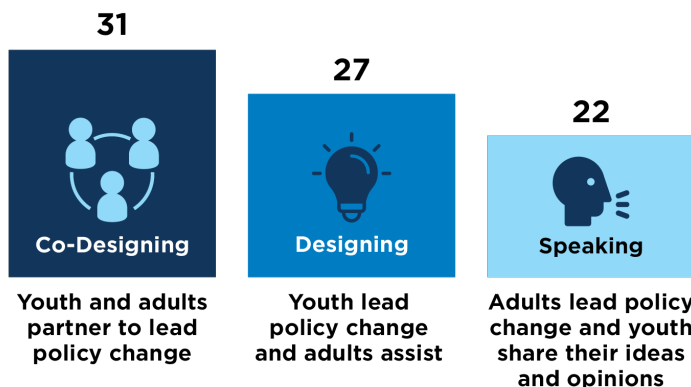 31
Co-Designing
Youth and adults
partner to lead
policy change
27
Designing
Youth lead
policy change
and adults assist
22
Speaking
Adults lead policy
change and youth
share their ideas
and opinions